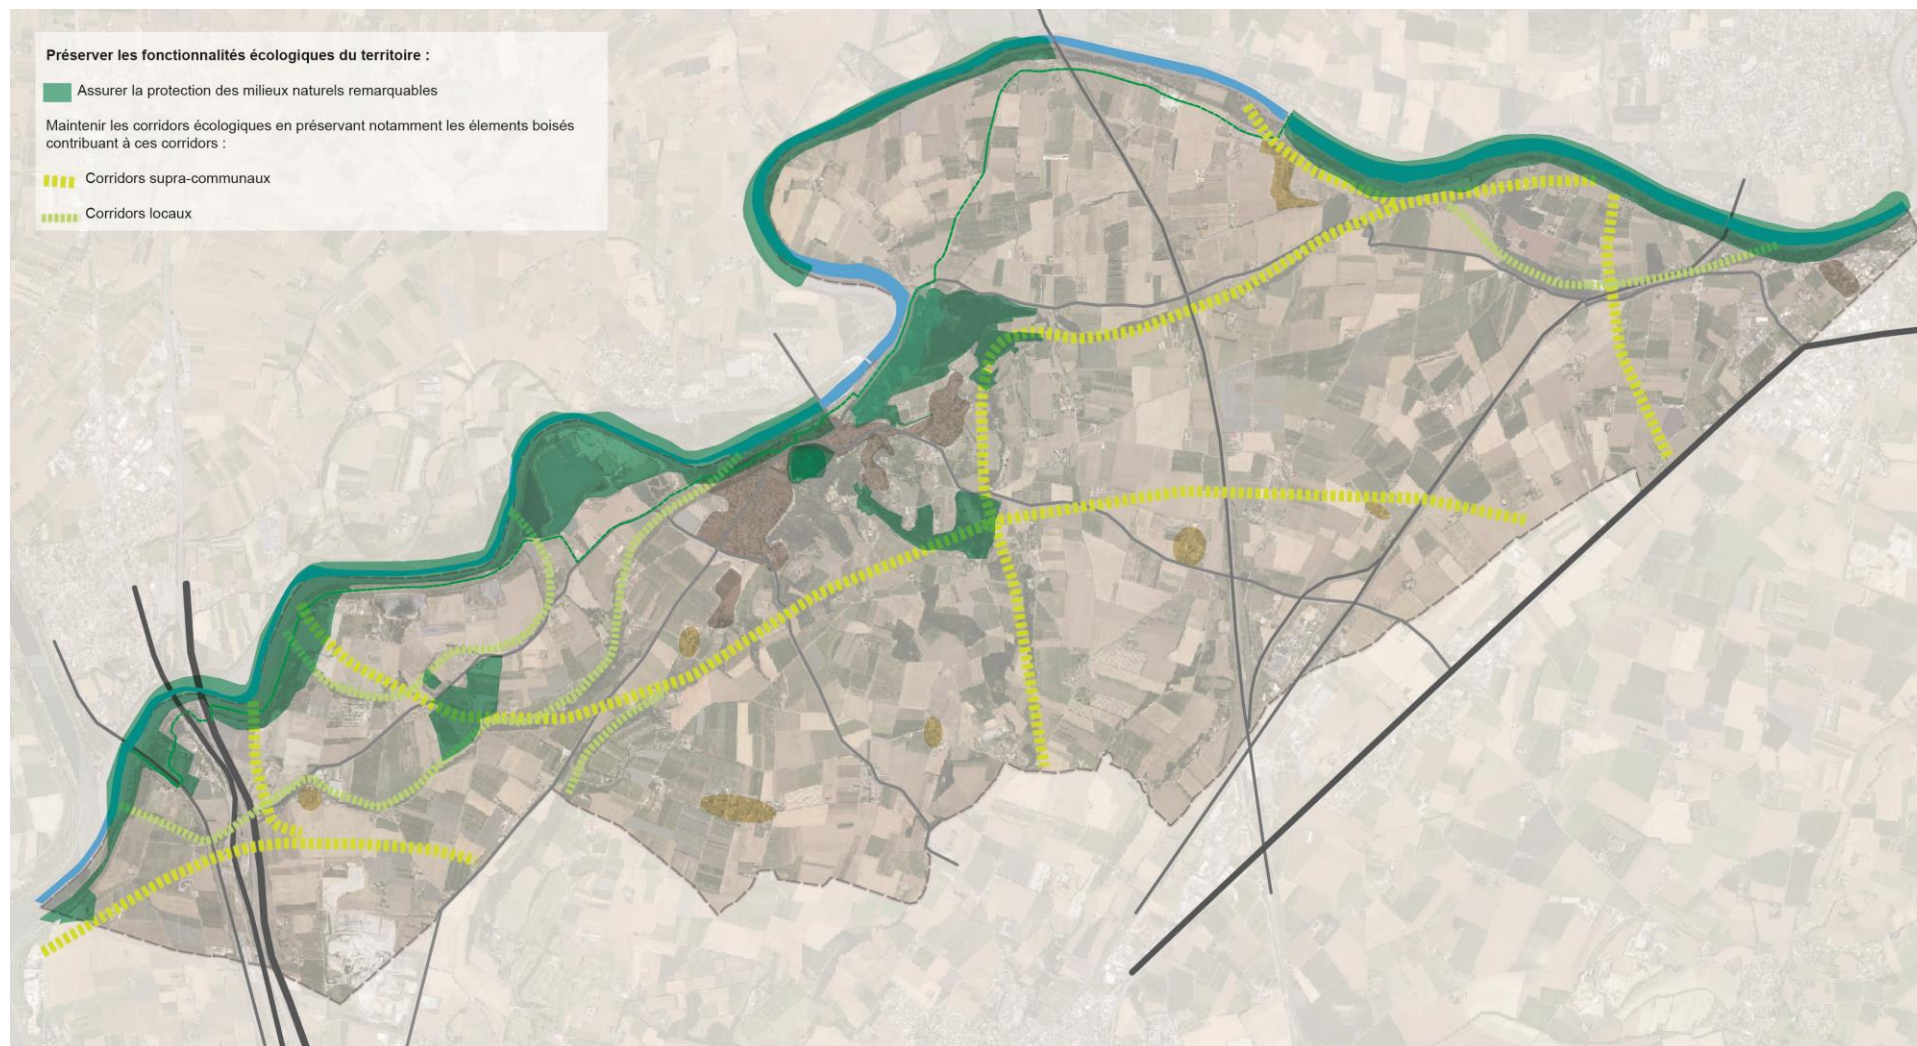 Préserver les fonctionnalités écologiques du territoire :
Assurer la protection des milieux naturels remarquables
Maintenir les corridors écologiques en préservant notamment les élements boisés
contribuant à ces corridors :
Corridors supra-communaux
Corridors locaux